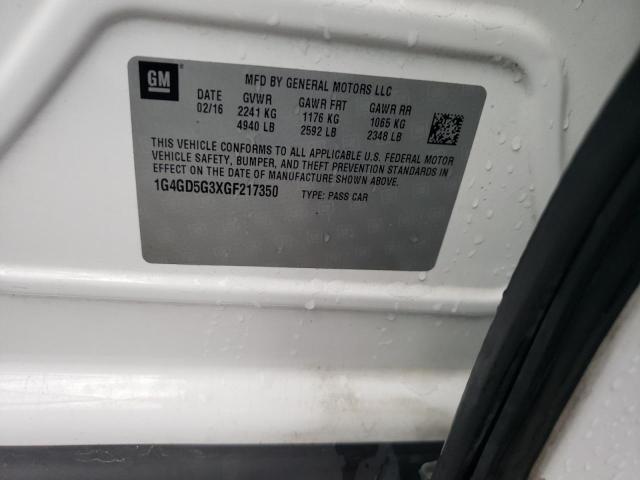 GM MFD BY GENERAL MOTORS LLC
DATE GVWR GAWR FRT GAWR RR
02/16 2241 KG 1176 KG 1065 KG
4940 LB 2592 LB 2348 LB
THIS VEHICLE CONFORMS TO ALL APPLICABLE U.S. FEDERAL MOTOR
VEHICLE SAFETY, BUMPER, AND THEFT PREVENTION STANDARDS IN
EFFECT ON THE DATE OF MANUFACTURE SHOWN ABOVE.
1G4GD5G3XGF217350 TYPE: PASS CAR